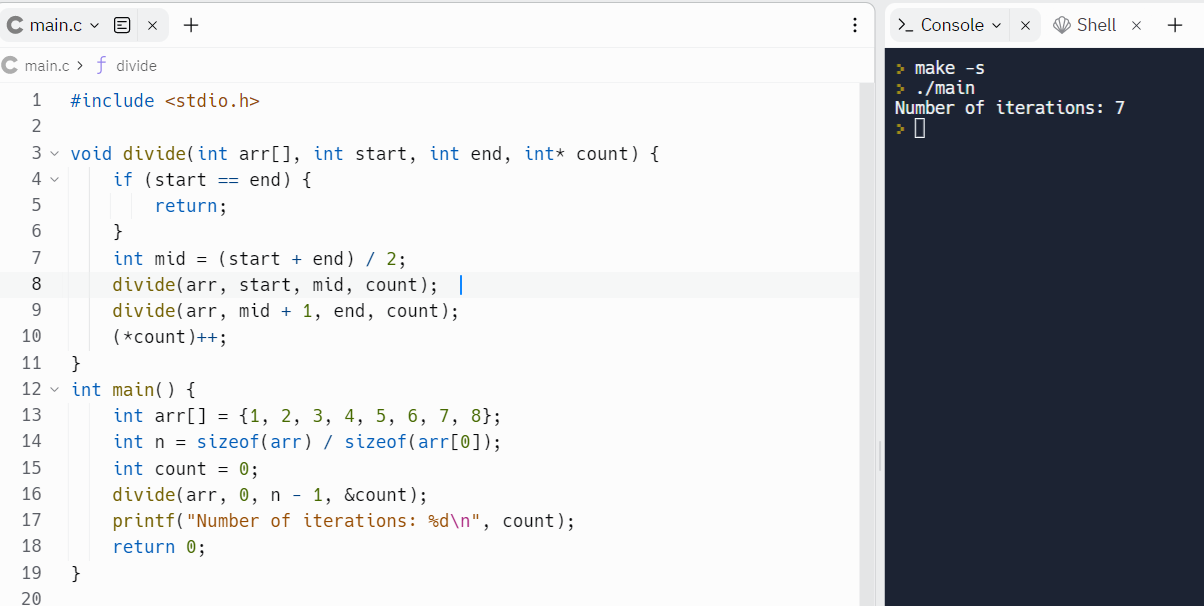 main.c
main.c > f divide
1 #include <stdio.h>
2
3 void divide(int arr[], int start, int end, int* count) {
4     if (start == end) {
5         return;
6     }
7     int mid = (start + end) / 2;
8     divide(arr, start, mid, count);
9     divide(arr, mid + 1, end, count);
10     (*count)++;
11 }
12 int main() {
13     int arr[] = {1, 2, 3, 4, 5, 6, 7, 8};
14     int n = sizeof(arr) / sizeof(arr[0]);
15     int count = 0;
16     divide(arr, 0, n - 1, &count);
17     printf("Number of iterations: %d\n", count);
18     return 0;
19 }
20
>_ Console
Shell
> make -s
> ./main
Number of iterations: 7
>